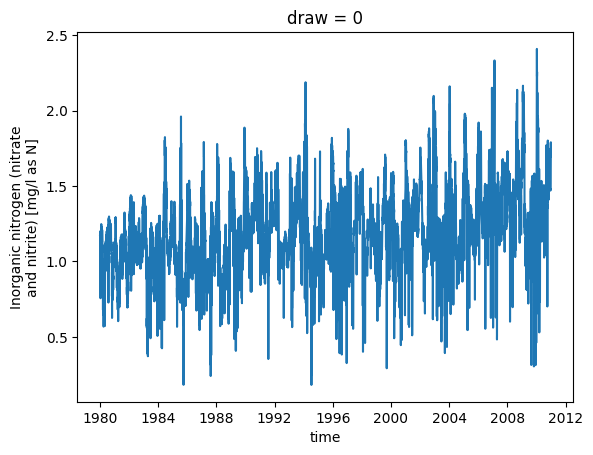 draw = 0
Inorganic nitrogen (nitrate
and nitrite) [mg/l as N]
2.5
2.0
1.5
1.0
0.5
1980 1984 1988 1992 1996 2000 2004 2008 2012
time